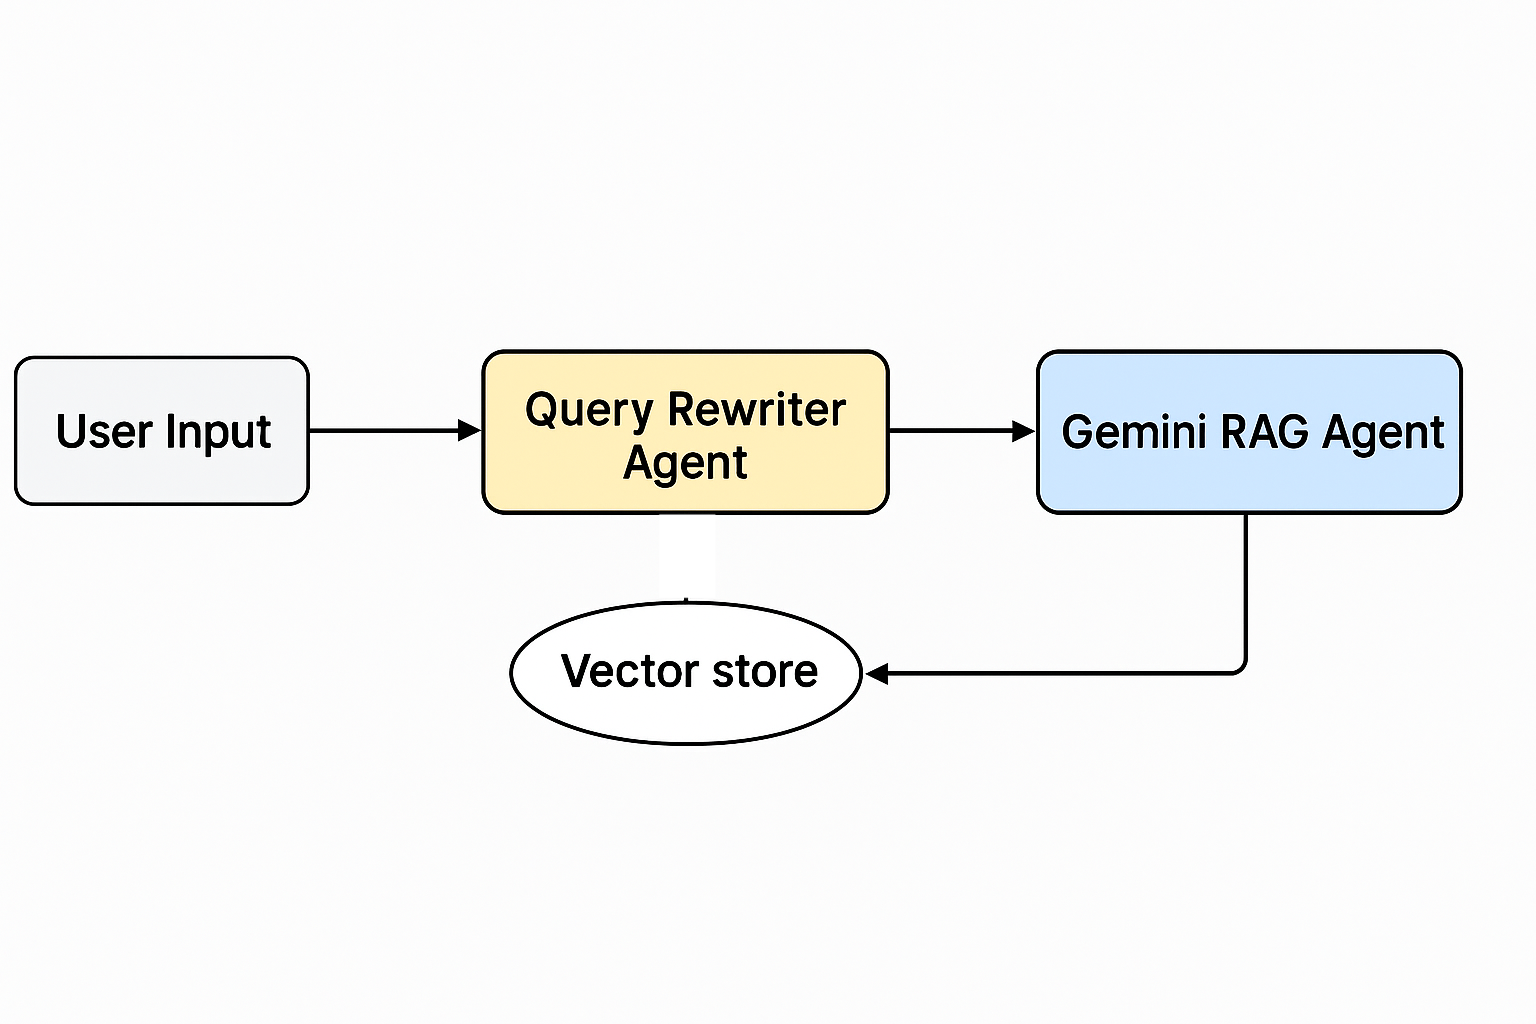 User Input
Query Rewriter
Agent
Gemini RAG Agent
Vector store